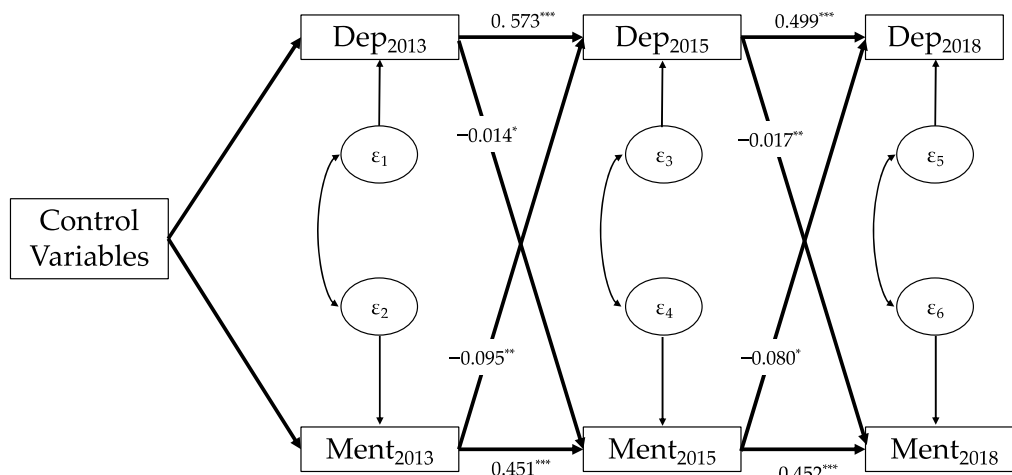 0. 573***
0.499***
Dep2013
Dep2015
Dep2018
−0.014*
−0.017**
ε1
ε3
ε5
Control
Variables
ε2
ε4
ε6
−0.095**
−0.080*
Ment2013
Ment2015
Ment2018
0.451***
0.452***